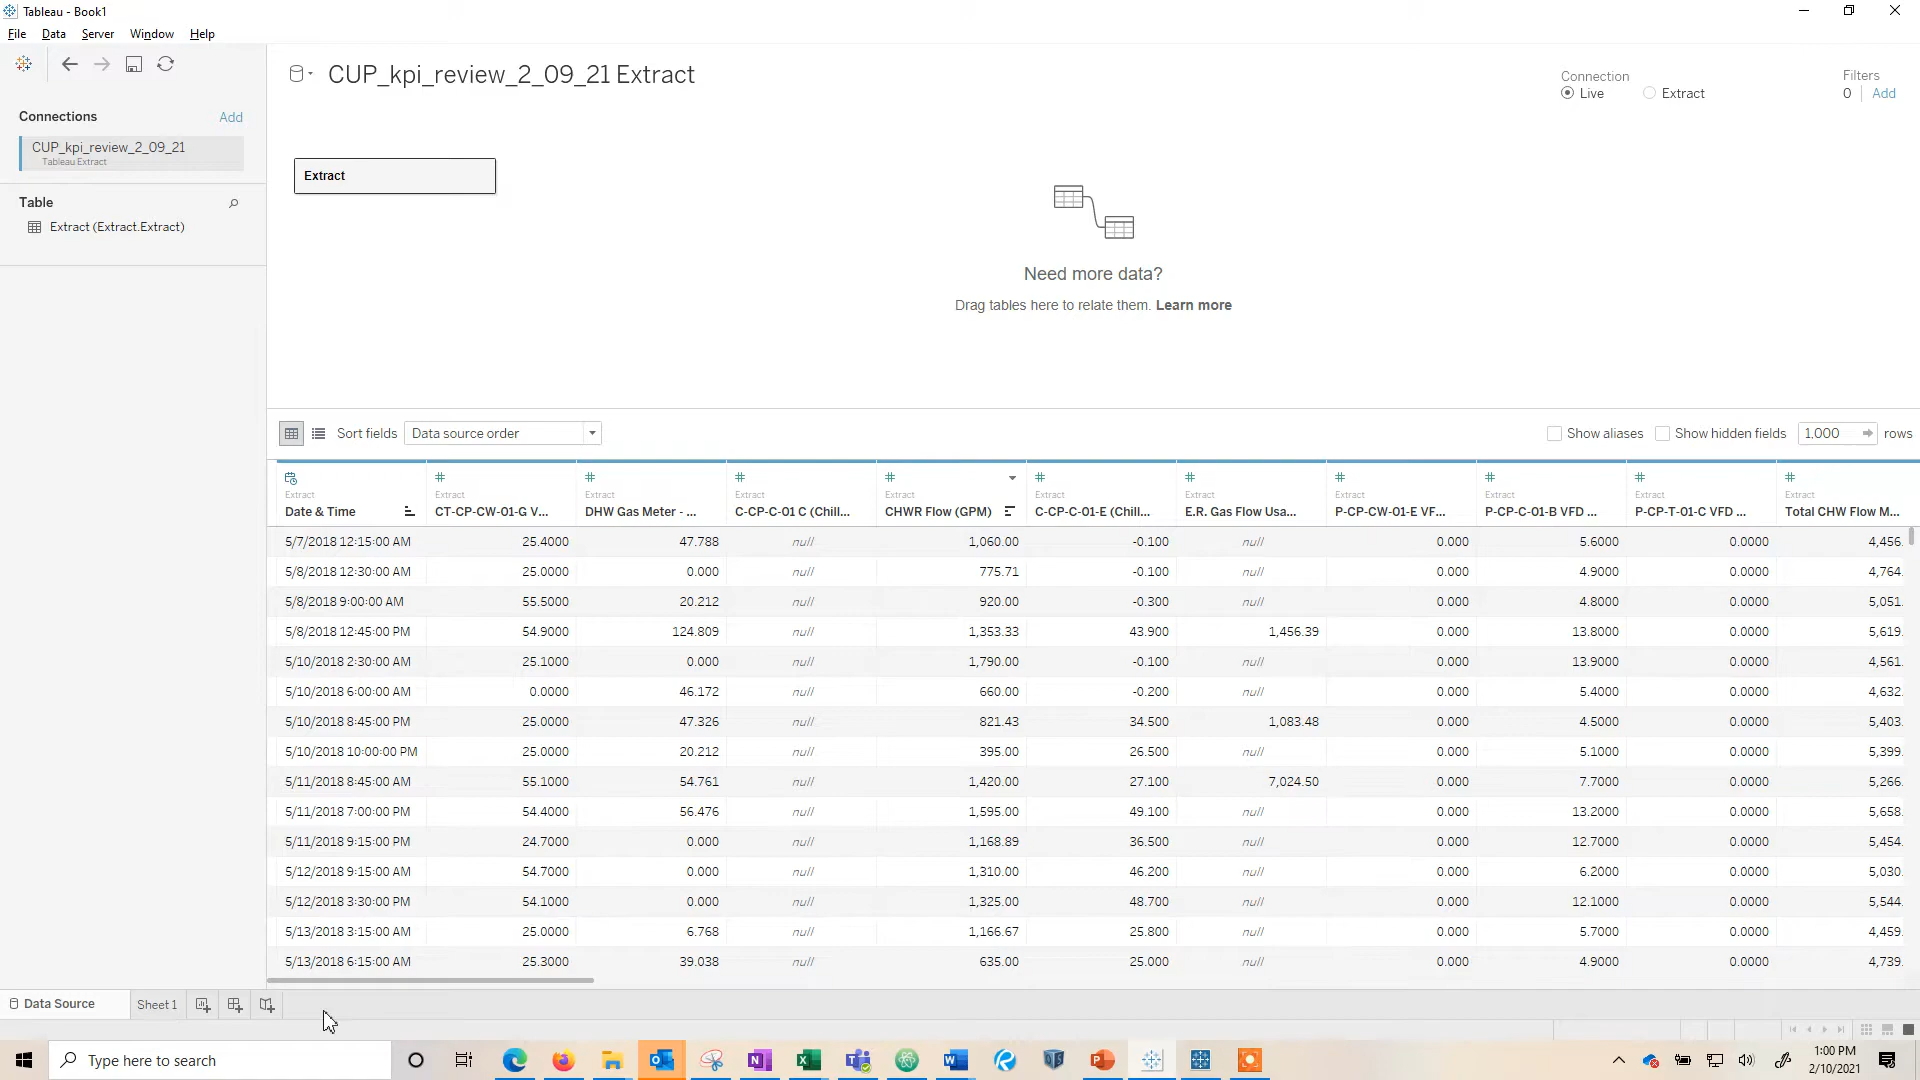 Tableau - Book1
File Data Server Window Help
CUP_kpi_review_2_09_21 Extract
Connection
Live Extract
Filters
0 Add
Connections Add
CUP_kpi_review_2_09_21
Tableau Extract
Table
Extract (Extract.Extract)
Extract
Need more data?
Drag tables here to relate them. Learn more
Sort fields Data source order Show aliases Show hidden fields 1,000 rows
Extract Extract Extract Extract Extract Extract Extract Extract Extract Extract Extract
Date & Time CT-CP-CW-01-G V... DHW Gas Meter - ... C-CP-C-01 C (Chill... CHWR Flow (GPM) C-CP-C-01-E (Chill... E.R. Gas Flow Usa... P-CP-CW-01-E VF... P-CP-C-01-B VFD ... P-CP-T-01-C VFD ... Total CHW Flow M...
5/7/2018 12:15:00 AM 25.4000 47.788 null 1,060.00 -0.100 null 0.000 5.6000 0.0000 4,456.
5/8/2018 12:30:00 AM 25.0000 0.000 null 775.71 -0.100 null 0.000 4.9000 0.0000 4,764.
5/8/2018 9:00:00 AM 55.5000 20.212 null 920.00 -0.300 null 0.000 4.8000 0.0000 5,051.
5/8/2018 12:45:00 PM 54.9000 124.809 null 1,353.33 43.900 1,456.39 0.000 13.8000 0.0000 5,619.
5/10/2018 2:30:00 AM 25.1000 0.000 null 1,790.00 -0.100 null 0.000 13.9000 0.0000 4,561.
5/10/2018 6:00:00 AM 0.0000 46.172 null 660.00 -0.200 null 0.000 5.4000 0.0000 4,632.
5/10/2018 8:45:00 PM 25.0000 47.326 null 821.43 34.500 1,083.48 0.000 4.5000 0.0000 5,403.
5/10/2018 10:00:00 PM 25.0000 20.212 null 395.00 26.500 null 0.000 5.1000 0.0000 5,399.
5/11/2018 8:45:00 AM 55.1000 54.761 null 1,420.00 27.100 7,024.50 0.000 7.7000 0.0000 5,266.
5/11/2018 7:00:00 PM 54.4000 56.476 null 1,595.00 49.100 null 0.000 13.2000 0.0000 5,658.
5/11/2018 9:15:00 PM 24.7000 0.000 null 1,168.89 36.500 null 0.000 12.7000 0.0000 5,454.
5/12/2018 9:15:00 AM 54.7000 0.000 null 1,310.00 46.200 null 0.000 6.2000 0.0000 5,030.
5/12/2018 3:30:00 PM 54.1000 0.000 null 1,325.00 48.700 null 0.000 12.1000 0.0000 5,544.
5/13/2018 3:15:00 AM 25.0000 6.768 null 1,166.67 25.800 null 0.000 5.7000 0.0000 4,459.
5/13/2018 6:15:00 AM 25.3000 39.038 null 635.00 25.000 null 0.000 4.9000 0.0000 4,739.
Data Source Sheet 1
Type here to search
1:00 PM
2/10/2021